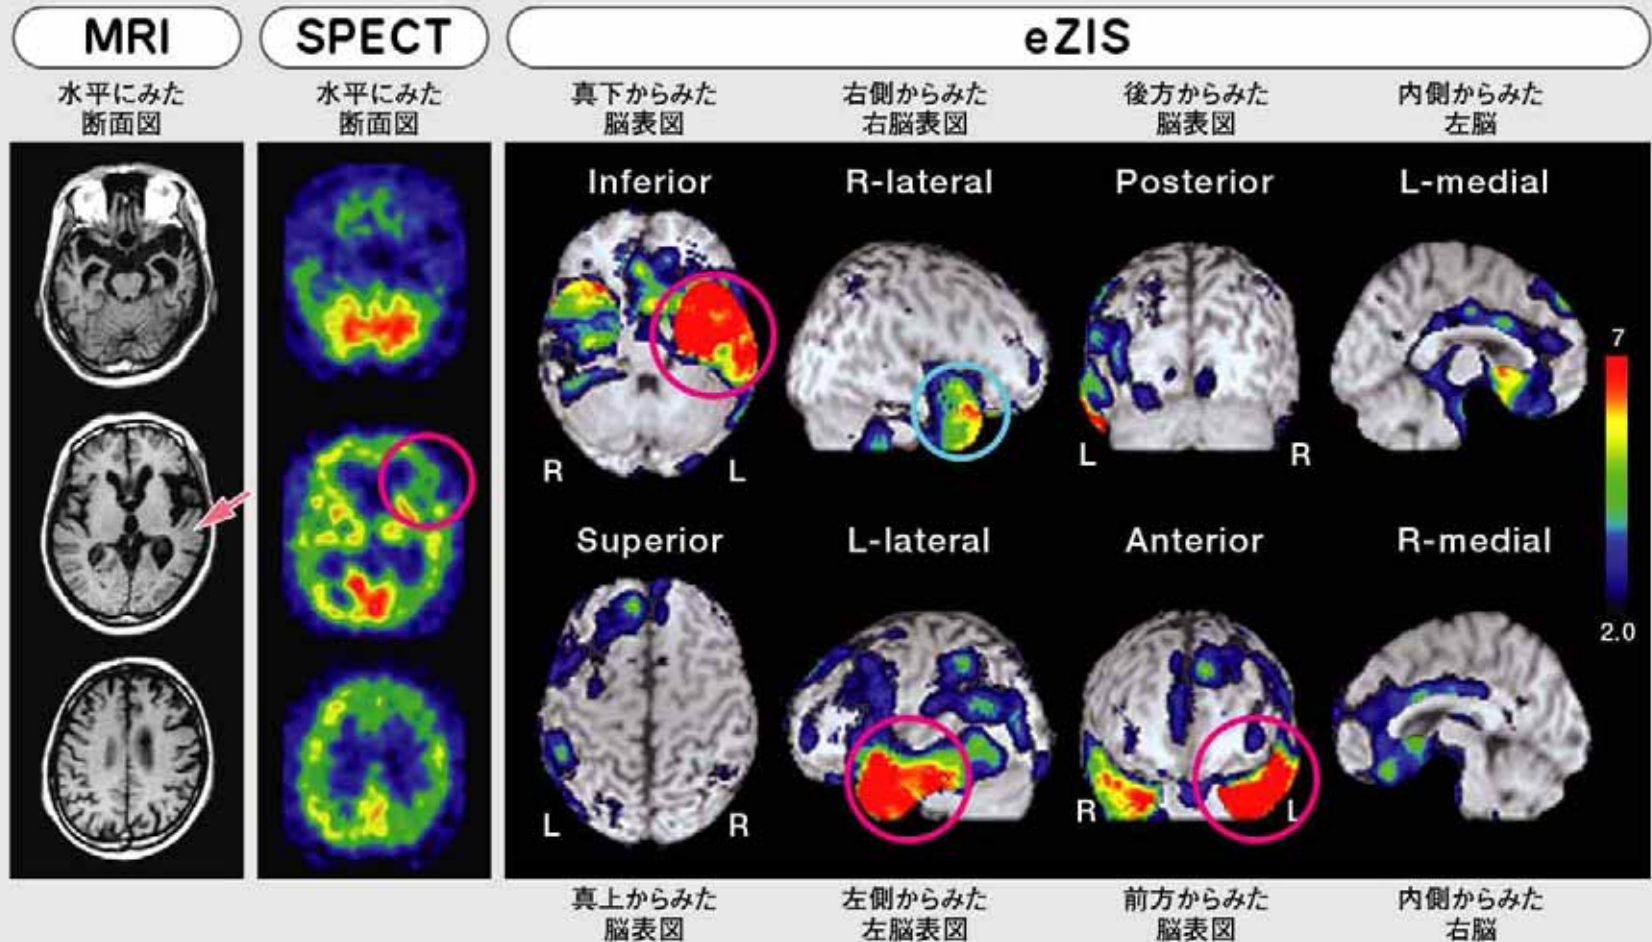 MRI
SPECT
eZIS
水平にみた
断面図
水平にみた
断面図
真下からみた
脳表図
右側からみた
右脳表図
後方からみた
脳表図
内側からみた
左脳
Inferior
R-lateral
Posterior
L-medial
R
L
L
R
7
2.0
Superior
L-lateral
Anterior
R-medial
L
R
R
L
真上からみた
脳表図
左側からみた
左脳表図
前方からみた
脳表図
内側からみた
右脳